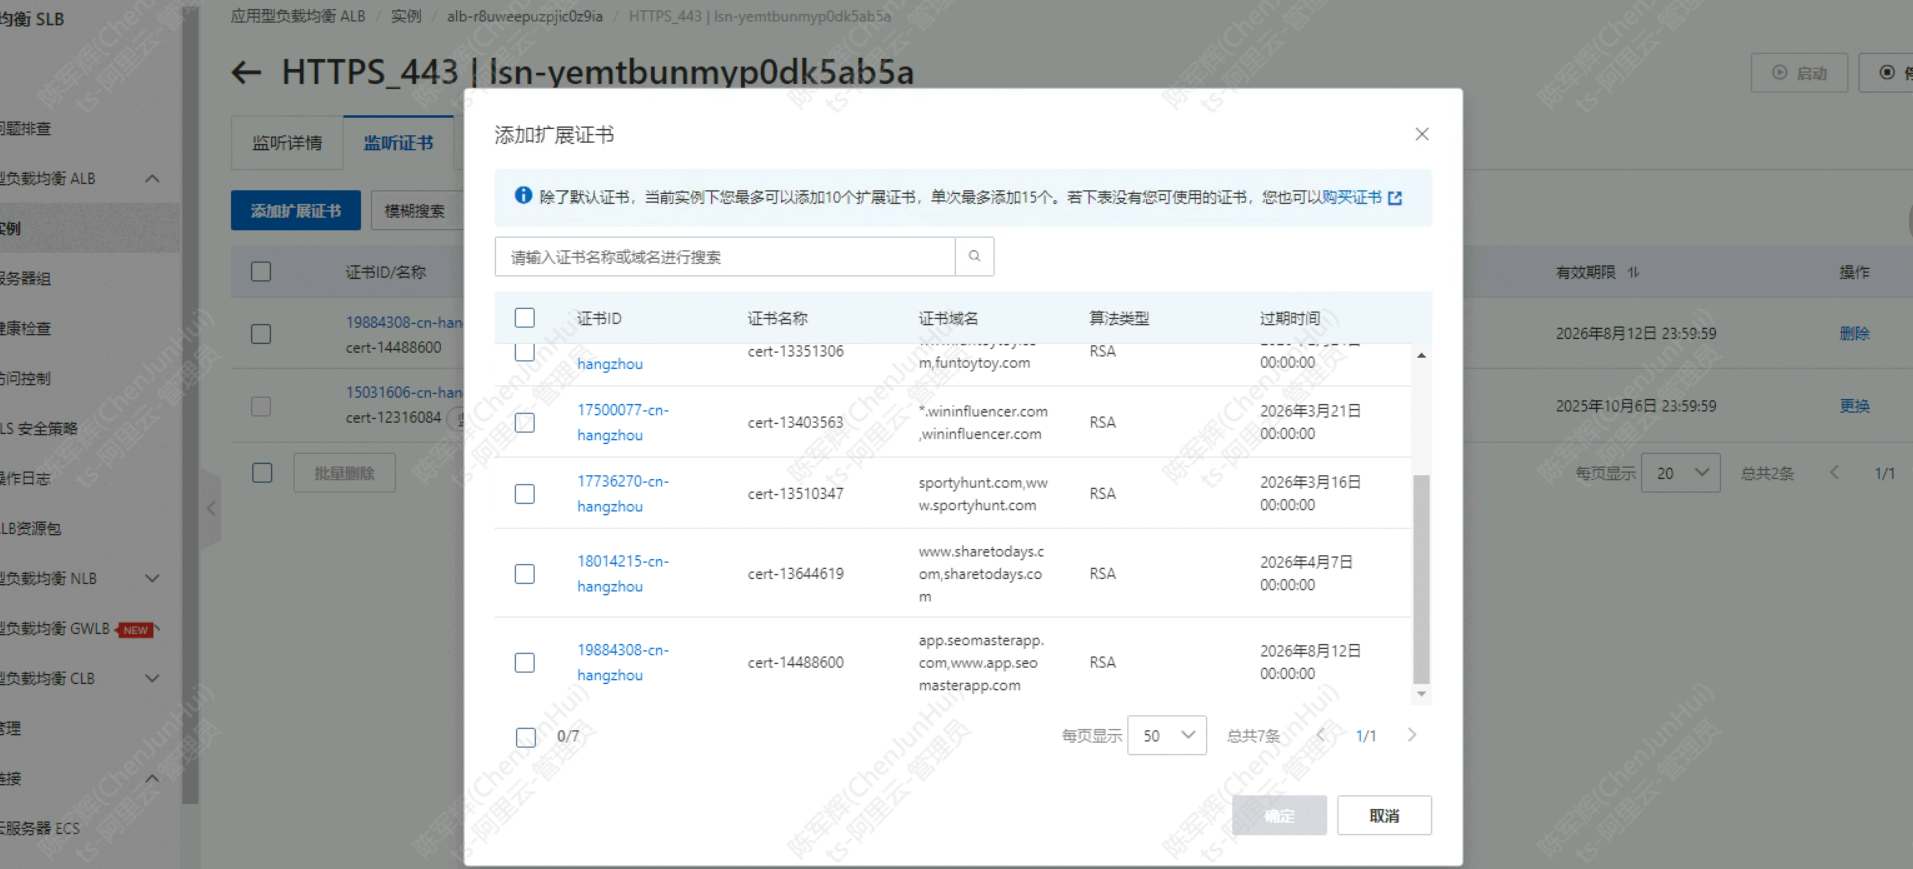 均衡 SLB
应用型负载均衡 ALB / 实例 / alb-r8uweepuzpjic0z9ia / HTTPS_443 | lsn-yemtbunmyp0dk5ab5a
HTTPS_443 | lsn-yemtbunmyp0dk5ab5a
启动
监听详情
监听证书
添加扩展证书
模糊搜索
证书ID/名称
有效期限
操作
19884308-cn-han
cert-14488600
2026年8月12日 23:59:59
删除
15031606-cn-han
cert-12316084
2025年10月6日 23:59:59
更换
批量删除
每页显示
20
总共2条
1/1
问题排查
型负载均衡 ALB
实例
服务器组
健康检查
访问控制
LS 安全策略
操作日志
LB资源包
型负载均衡 NLB
型负载均衡 GWLB
NEW
型负载均衡 CLB
管理
链接
云服务器 ECS
添加扩展证书
除了默认证书，当前实例下您最多可以添加10个扩展证书，单次最多添加15个。若下表没有您可使用的证书，您也可以购买证书
请输入证书名称或域名进行搜索
证书ID
证书名称
证书域名
算法类型
过期时间
hangzhou
cert-13351306
m,funtoytoy.com
RSA
00:00:00
17500077-cn-
hangzhou
cert-13403563
*.wininfluencer.com
,wininfluencer.com
RSA
2026年3月21日
00:00:00
17736270-cn-
hangzhou
cert-13510347
sportyhunt.com,ww
w.sportyhunt.com
RSA
2026年3月16日
00:00:00
18014215-cn-
hangzhou
cert-13644619
www.sharetodays.c
om,sharetodays.co
m
RSA
2026年4月7日
00:00:00
19884308-cn-
hangzhou
cert-14488600
app.seomasterapp.
com,www.app.seo
masterapp.com
RSA
2026年8月12日
00:00:00
0/7
每页显示
50
总共7条
1/1
确定
取消
陈军辉(ChenJunHui)
ts-阿里云-管理员